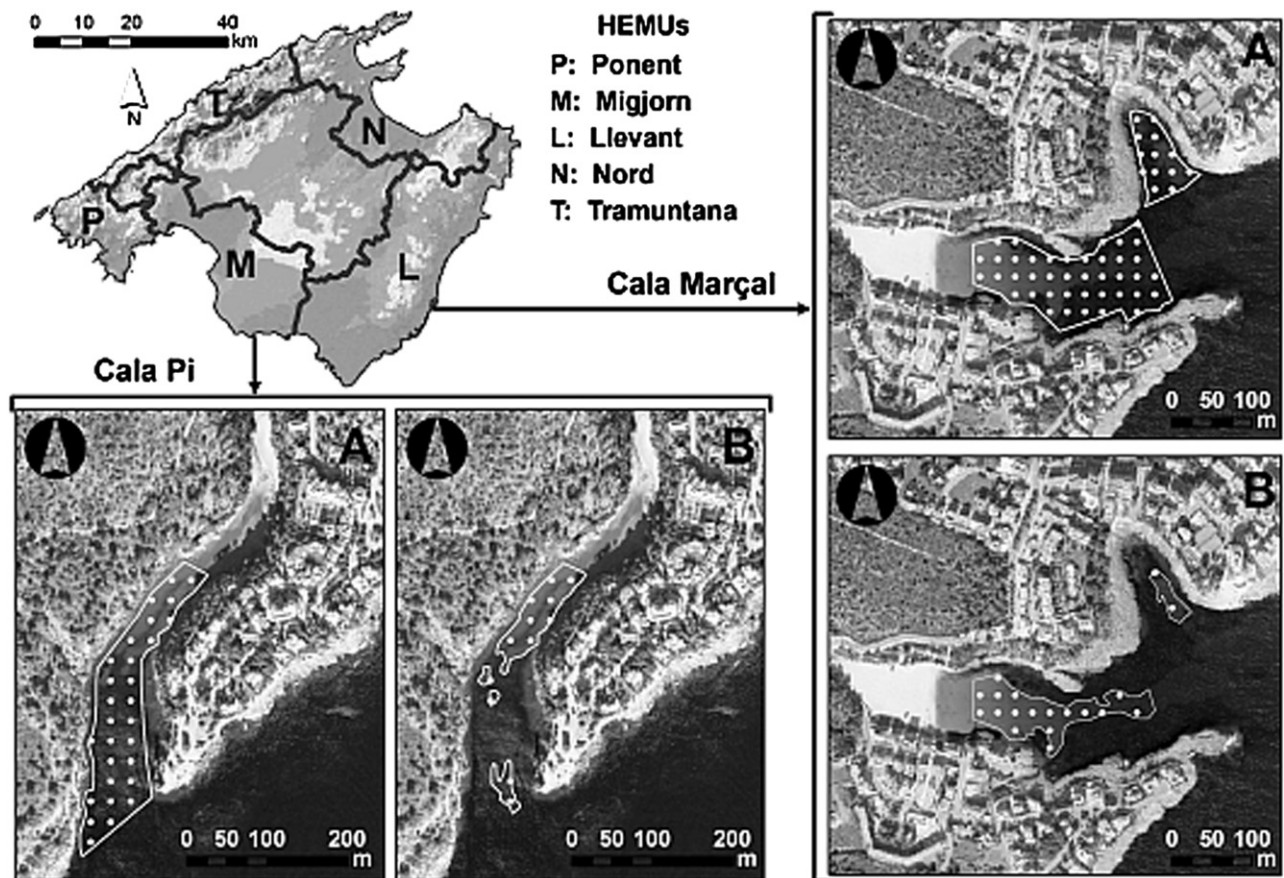 0 10 20 40
km
N
HEMUs
P: Ponent
M: Migjorn
L: Llevant
N: Nord
T: Tramuntana
T
N
P
M
L
Cala Marçal
Cala Pi
A
0 50 100
m
B
0 50 100
m
A
0 50 100 200
m
B
0 50 100 200
m